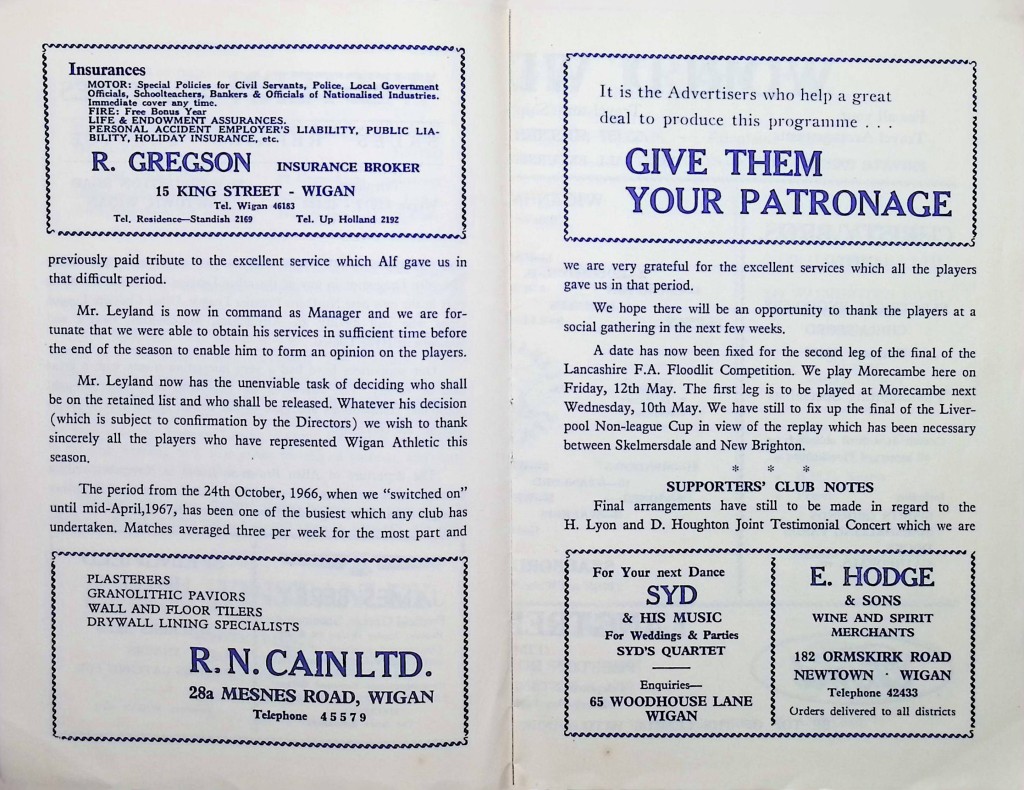 Insurances
MOTOR: Special Policies for Civil Servants, Police, Local Government
Officials, Schoolteachers, Bankers & Officials of Nationalised Industries.
Immediate cover any time.
FIRE: Free Bonus Year
LIFE & ENDOWMENT ASSURANCES.
PERSONAL ACCIDENT EMPLOYER'S LIABILITY, PUBLIC LIA-
BILITY, HOLIDAY INSURANCE, etc.
R. GREGSON INSURANCE BROKER
15 KING STREET - WIGAN
Tel. Wigan 46183
Tel. Residence—Standish 2169 Tel. Up Holland 2192
previously paid tribute to the excellent service which Alf gave us in
that difficult period.
Mr. Leyland is now in command as Manager and we are for-
tunate that we were able to obtain his services in sufficient time before
the end of the season to enable him to form an opinion on the players.
Mr. Leyland now has the unenviable task of deciding who shall
be on the retained list and who shall be released. Whatever his decision
(which is subject to confirmation by the Directors) we wish to thank
sincerely all the players who have represented Wigan Athletic this
season.
The period from the 24th October, 1966, when we "switched on"
until mid-April,1967, has been one of the busiest which any club has
undertaken. Matches averaged three per week for the most part and
PLASTERERS
GRANOLITHIC PAVIORS
WALL AND FLOOR TILERS
DRYWALL LINING SPECIALISTS
R. N. CAIN LTD.
28a MESNES ROAD, WIGAN
Telephone 45579
It is the Advertisers who help a great
deal to produce this programme . . .
GIVE THEM
YOUR PATRONAGE
we are very grateful for the excellent services which all the players
gave us in that period.
We hope there will be an opportunity to thank the players at a
social gathering in the next few weeks.
A date has now been fixed for the second leg of the final of the
Lancashire F.A. Floodlit Competition. We play Morecambe here on
Friday, 12th May. The first leg is to be played at Morecambe next
Wednesday, 10th May. We have still to fix up the final of the Liver-
pool Non-league Cup in view of the replay which has been necessary
between Skelmersdale and New Brighton.
* * *
SUPPORTERS' CLUB NOTES
Final arrangements have still to be made in regard to the
H. Lyon and D. Houghton Joint Testimonial Concert which we are
For Your next Dance
SYD
& HIS MUSIC
For Weddings & Parties
SYD'S QUARTET
Enquiries—
65 WOODHOUSE LANE
WIGAN
E. HODGE
& SONS
WINE AND SPIRIT
MERCHANTS
182 ORMSKIRK ROAD
NEWTOWN · WIGAN
Telephone 42433
Orders delivered to all districts